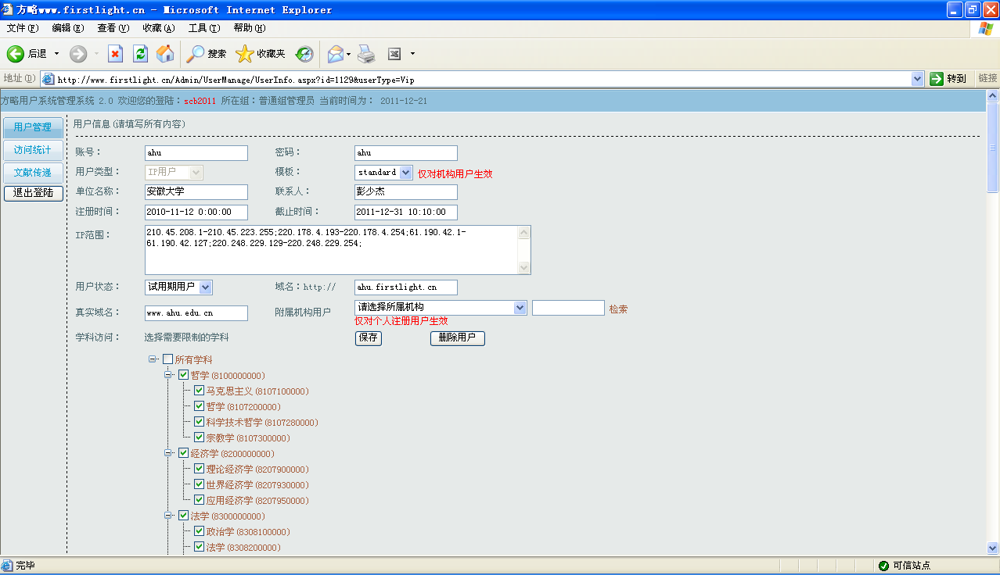 方略www.firstlight.cn - Microsoft Internet Explorer
文件(F) 编辑(E) 查看(V) 收藏(A) 工具(T) 帮助(H)
后退 搜索 收藏夹
地址(D) http://www.firstlight.cn/Admin/UserManage/UserInfo.aspx?id=1129&userType=Vip 转到 链接
方略用户系统管理系统 2.0 欢迎您的登陆：scb2011 所在组：普通组管理员 当前时间为： 2011-12-21
用户管理
访问统计
文献传递
退出登陆
用户信息(请填写所有内容)
账号： ahu 密码： ahu
用户类型： IP用户 模板： standard 仅对机构用户生效
单位名称： 安徽大学 联系人： 彭少杰
注册时间： 2010-11-12 0:00:00 截止时间： 2011-12-31 10:10:00
IP范围： 210.45.208.1-210.45.223.255;220.178.4.193-220.178.4.254;61.190.42.1-
61.190.42.127;220.248.229.129-220.248.229.254;
用户状态： 试用期用户 域名：http:// ahu.firstlight.cn
真实域名： www.ahu.edu.cn 附属机构用户 请选择所属机构 检索
仅对个人注册用户生效
学科访问： 选择需要限制的学科 保存 删除用户
所有学科
哲学(8100000000)
马克思主义(8107100000)
哲学(8107200000)
科学技术哲学(8107280000)
宗教学(8107300000)
经济学(8200000000)
理论经济学(8207900000)
世界经济学(8207930000)
应用经济学(8207950000)
法学(8300000000)
政治学(8308100000)
法学(8308200000)
完毕 可信站点